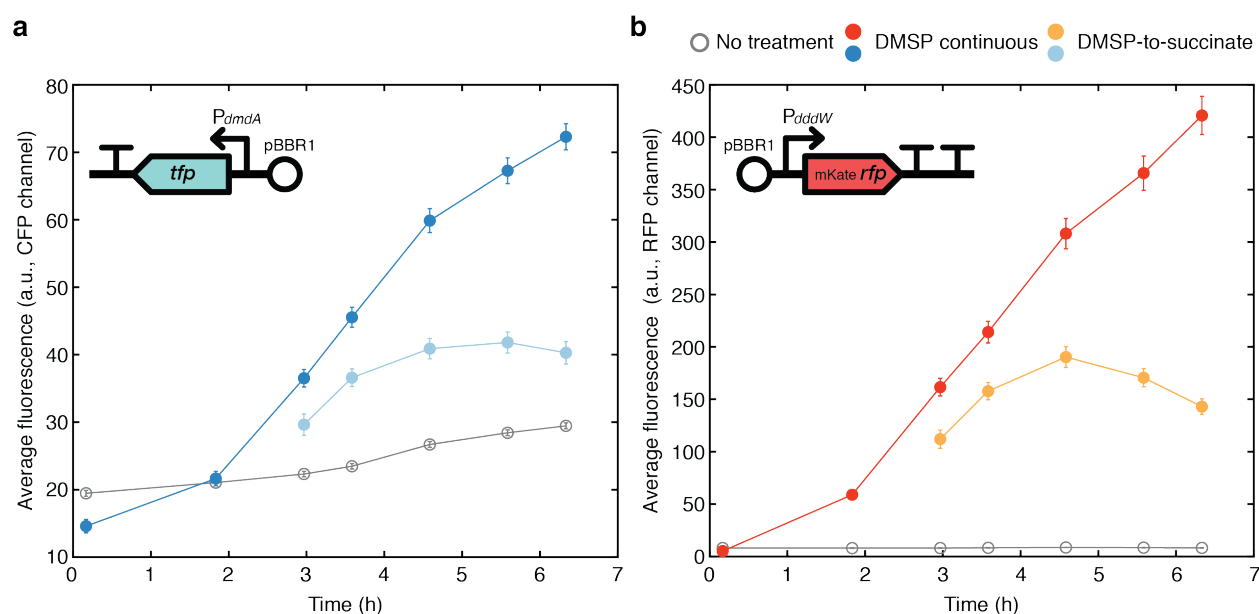 a
b
No treatment
DMSP continuous
DMSP-to-succinate
80
70
60
50
40
30
20
10
0
1
2
3
4
5
6
7
Time (h)
Average fluorescence (a.u., CFP channel)
PdmdA
pBBR1
tfp
450
400
350
300
250
200
150
100
50
0
0
1
2
3
4
5
6
7
Time (h)
Average fluorescence (a.u., RFP channel)
PdddW
pBBR1
mKate rfp